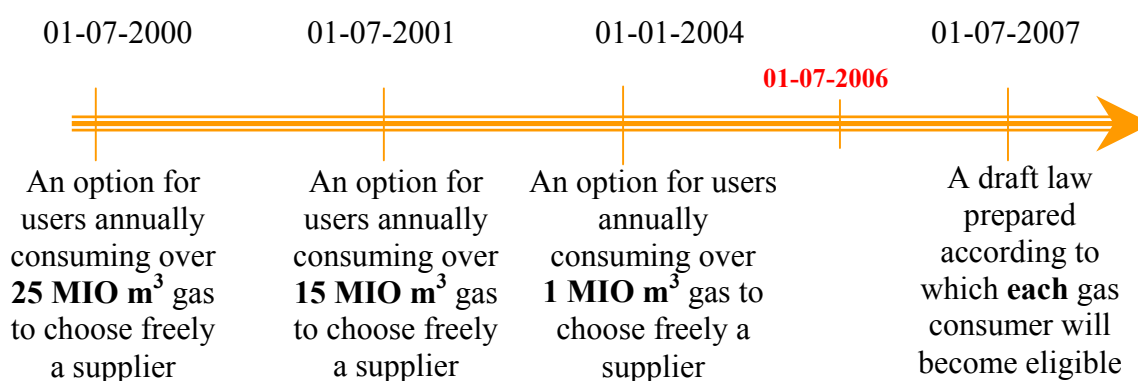 01-07-2000
01-07-2001
01-01-2004
01-07-2007
01-07-2006
An option for
users annually
consuming over
25 MIO m³ gas
to choose freely
a supplier
An option for
users annually
consuming over
15 MIO m³ gas
to choose freely
a supplier
An option for users
annually
consuming over
1 MIO m³ gas to
choose freely a
supplier
A draft law
prepared
according to
which each gas
consumer will
become eligible